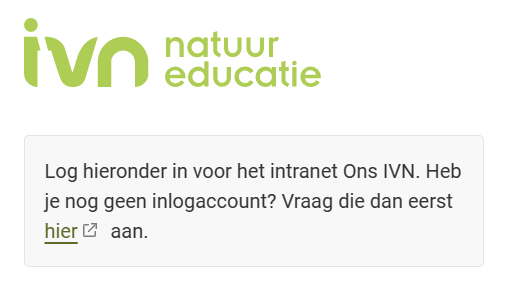 ivn natuur
educatie
Log hieronder in voor het intranet Ons IVN. Heb
je nog geen inlogaccount? Vraag die dan eerst
hier aan.